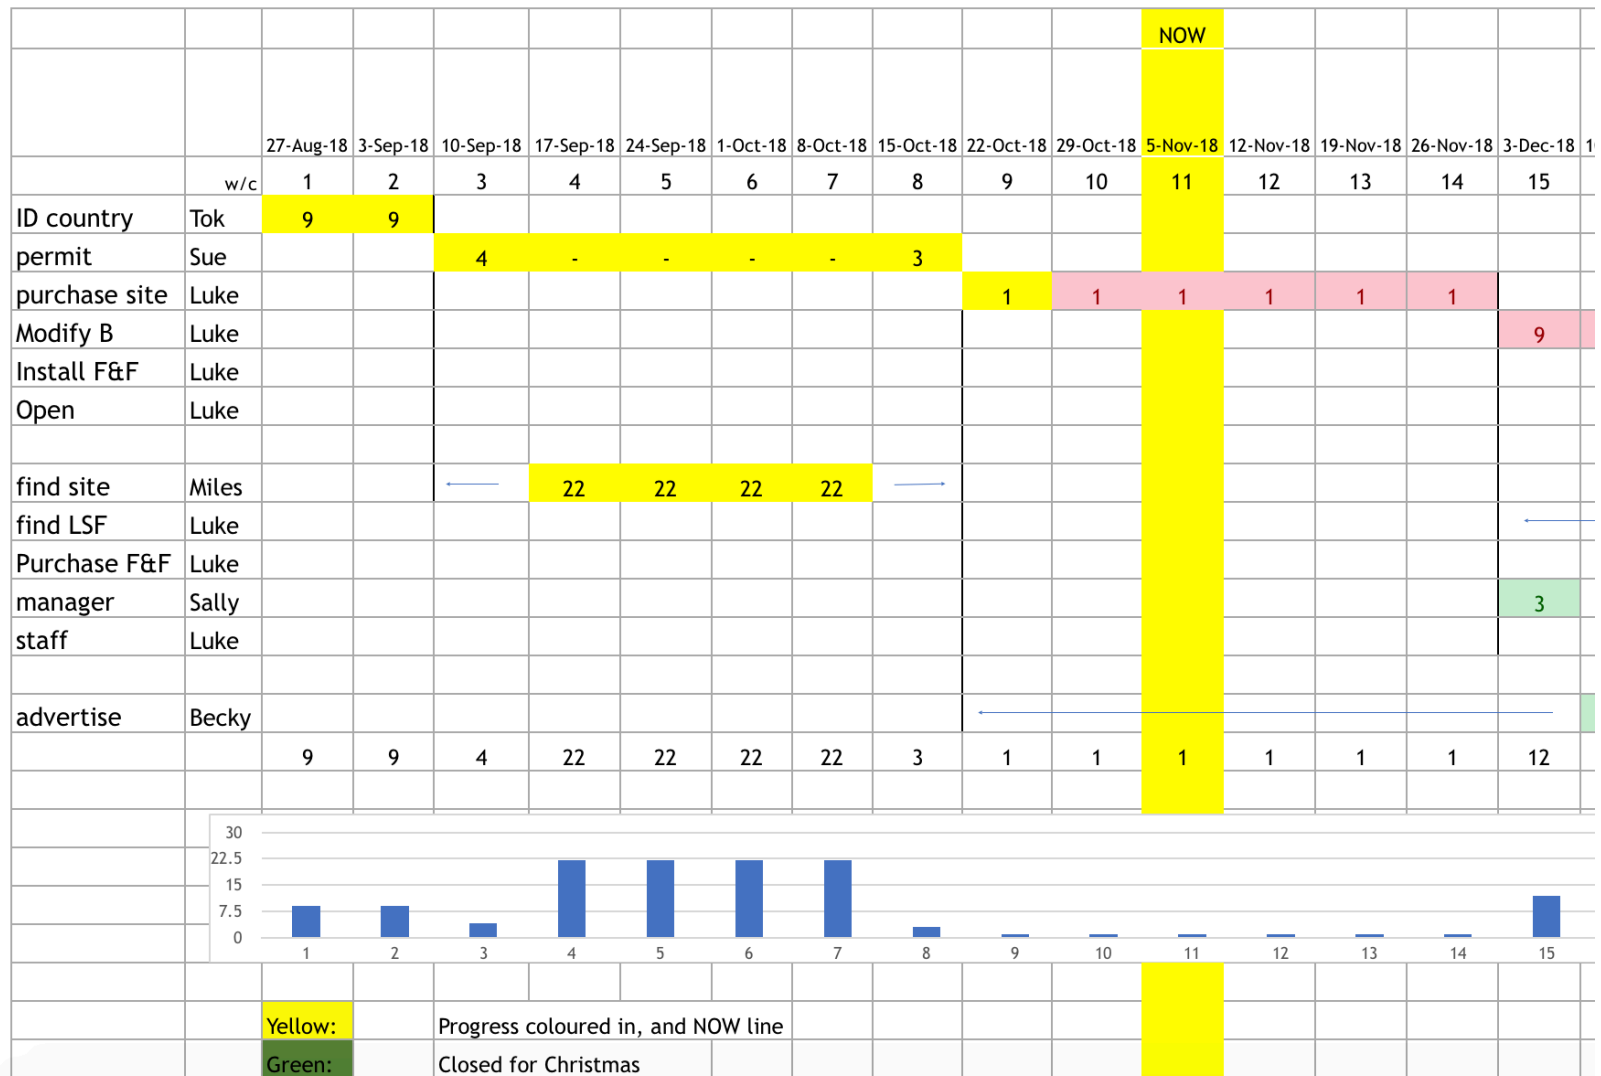 NOW
27-Aug-18 3-Sep-18 10-Sep-18 17-Sep-18 24-Sep-18 1-Oct-18 8-Oct-18 15-Oct-18 22-Oct-18 29-Oct-18 5-Nov-18 12-Nov-18 19-Nov-18 26-Nov-18 3-Dec-18
w/c 1 2 3 4 5 6 7 8 9 10 11 12 13 14 15
ID country Tok 9 9
permit Sue 4 - - - - 3
purchase site Luke 1 1 1 1 1 1
Modify B Luke 9
Install F&F Luke
Open Luke
find site Miles 22 22 22 22
find LSF Luke
Purchase F&F Luke
manager Sally 3
staff Luke
advertise Becky
9 9 4 22 22 22 22 3 1 1 1 1 1 1 12
30
22.5
15
7.5
0
1 2 3 4 5 6 7 8 9 10 11 12 13 14 15
Yellow: Progress coloured in, and NOW line
Green: Closed for Christmas